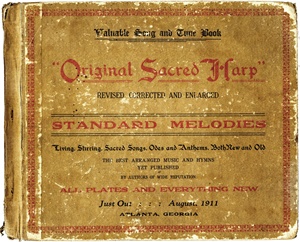 Valuable Song and Tune Book
"Original Sacred Harp"
REVISED, CORRECTED AND ENLARGED
STANDARD MELODIES
Living, Stirring, Sacred Songs, Odes and Anthems, Both New and Old
THE BEST ARRANGED MUSIC AND HYMNS
YET PUBLISHED
BY AUTHORS OF WIDE REPUTATION
ALL PLATES AND EVERYTHING NEW
Just Out : : : August, 1911
ATLANTA, GEORGIA